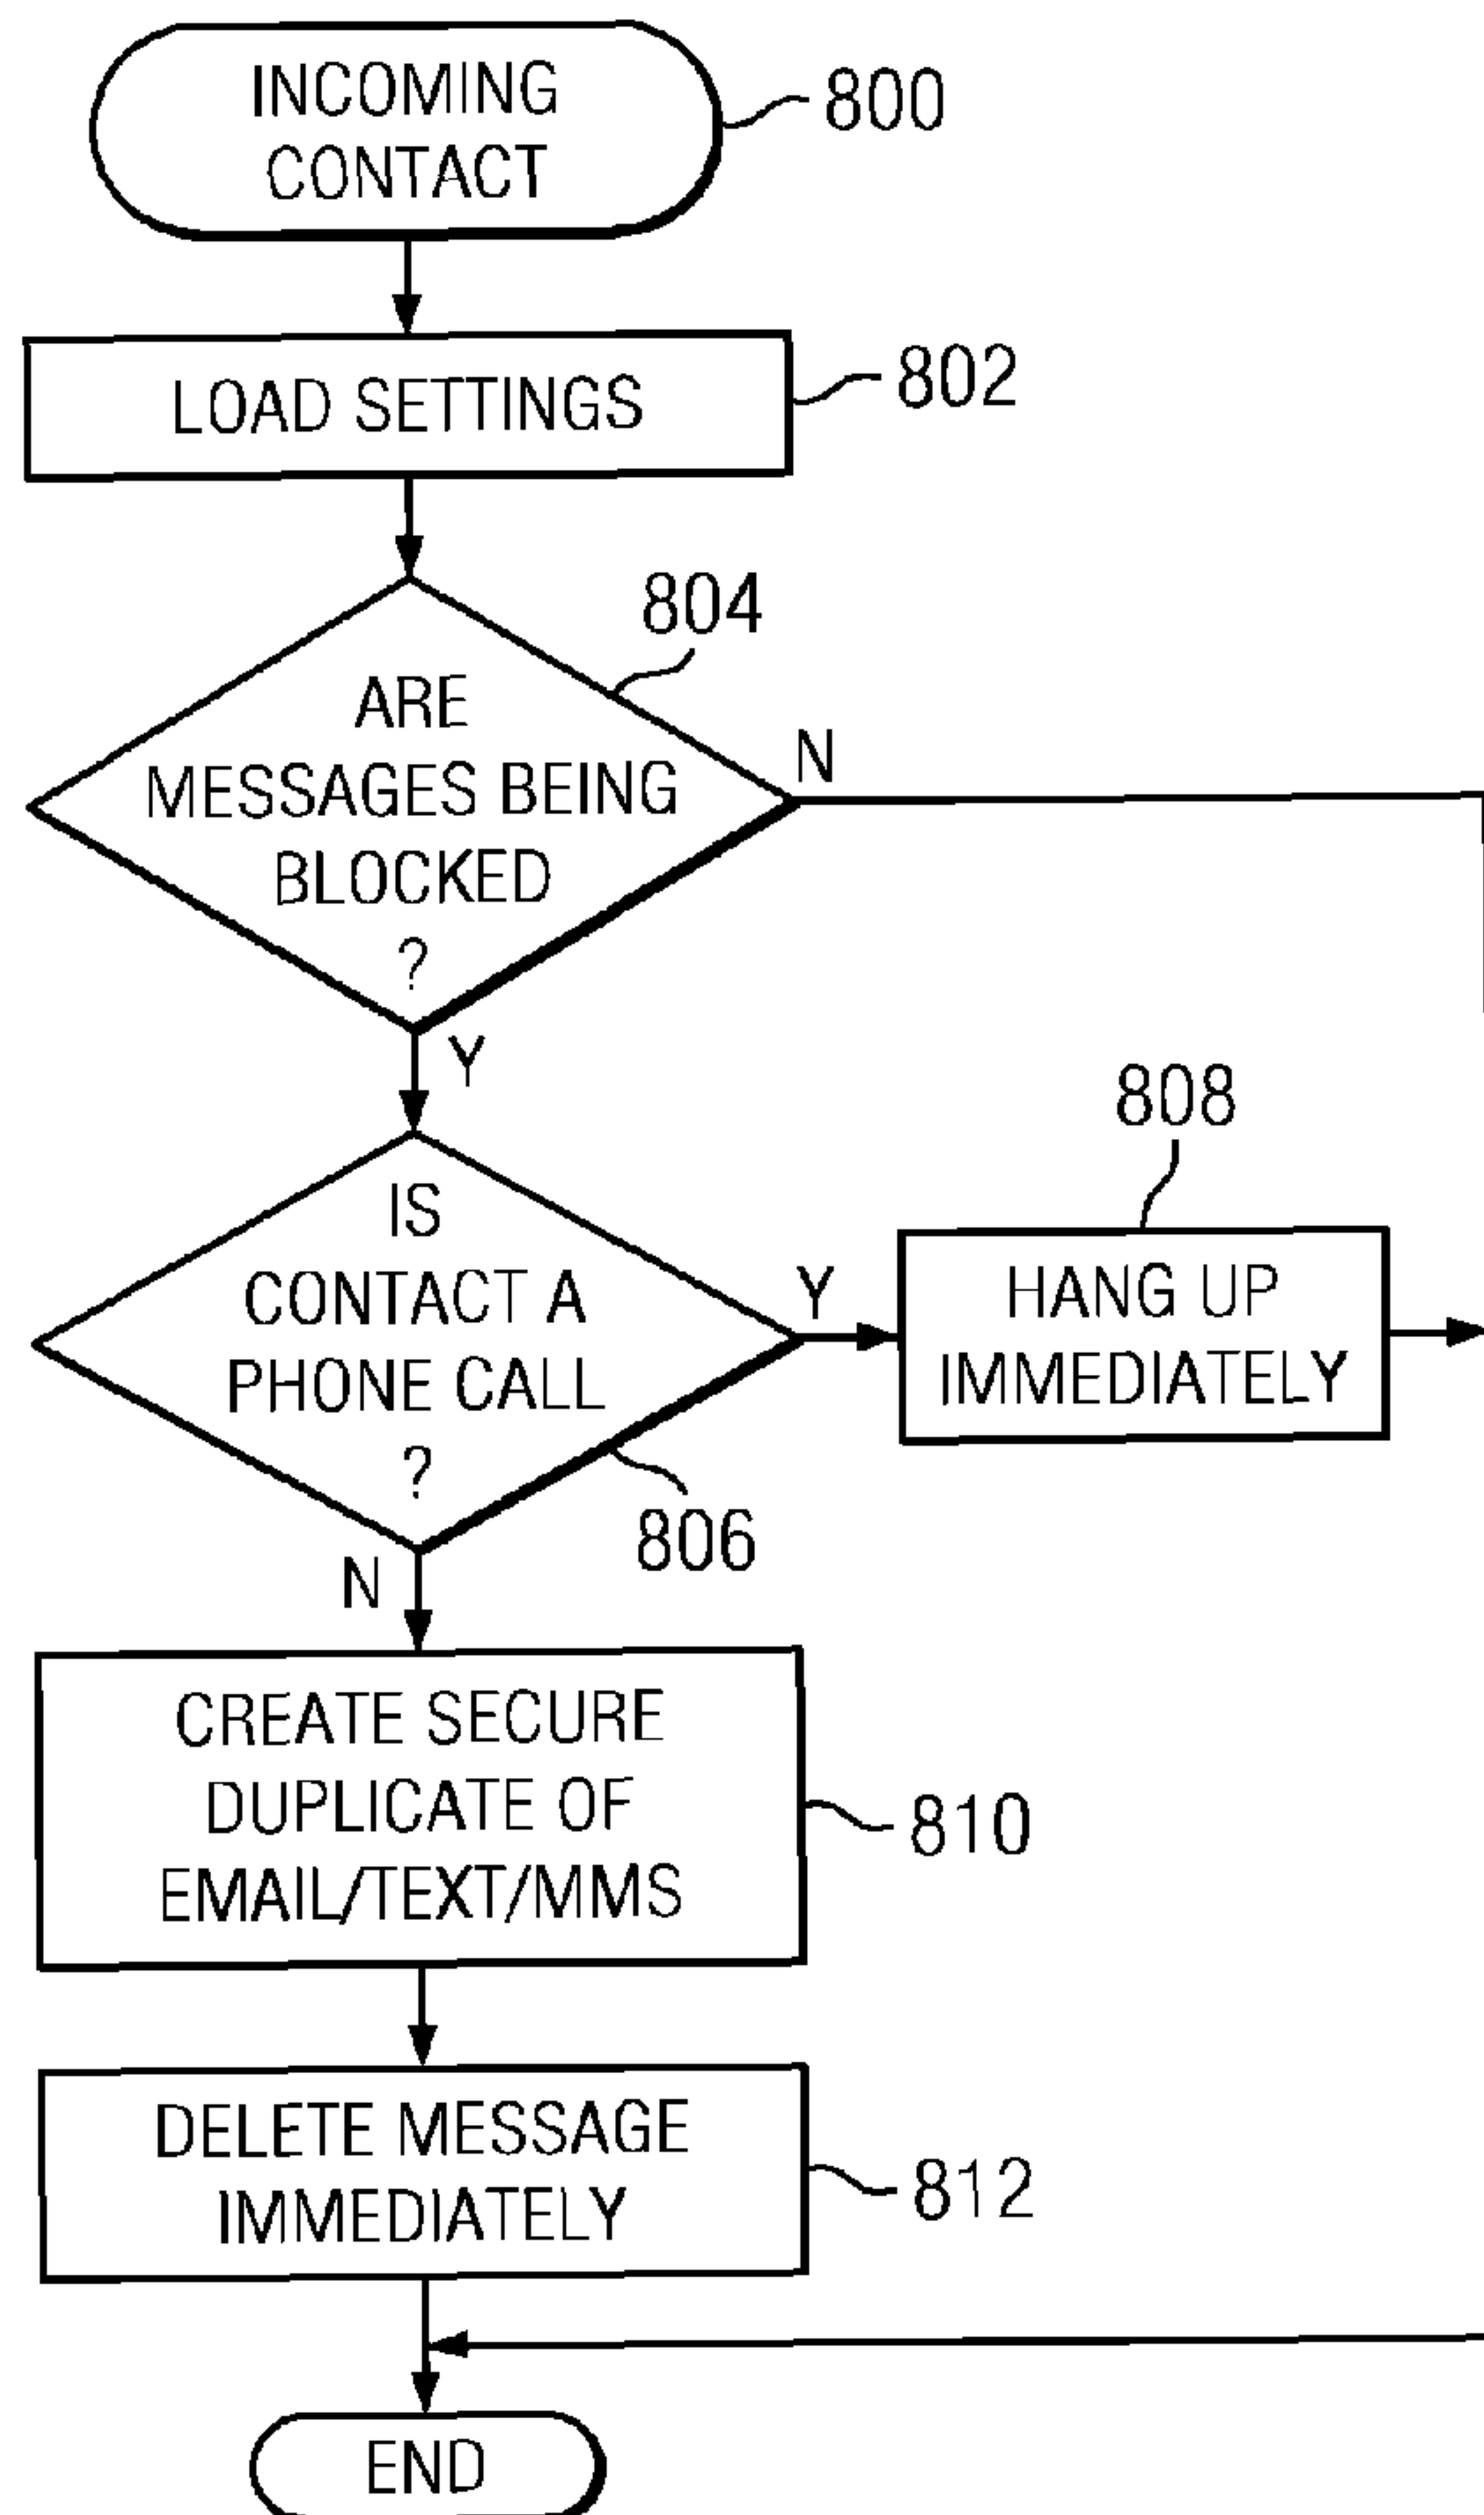 INCOMING
CONTACT
800
LOAD SETTINGS
802
804
ARE
MESSAGES BEING
BLOCKED
?
N
Y
808
IS
CONTACT A
PHONE CALL
?
Y
HANG UP
IMMEDIATELY
806
N
CREATE SECURE
DUPLICATE OF
EMAIL/TEXT/MMS
810
DELETE MESSAGE
IMMEDIATELY
812
END